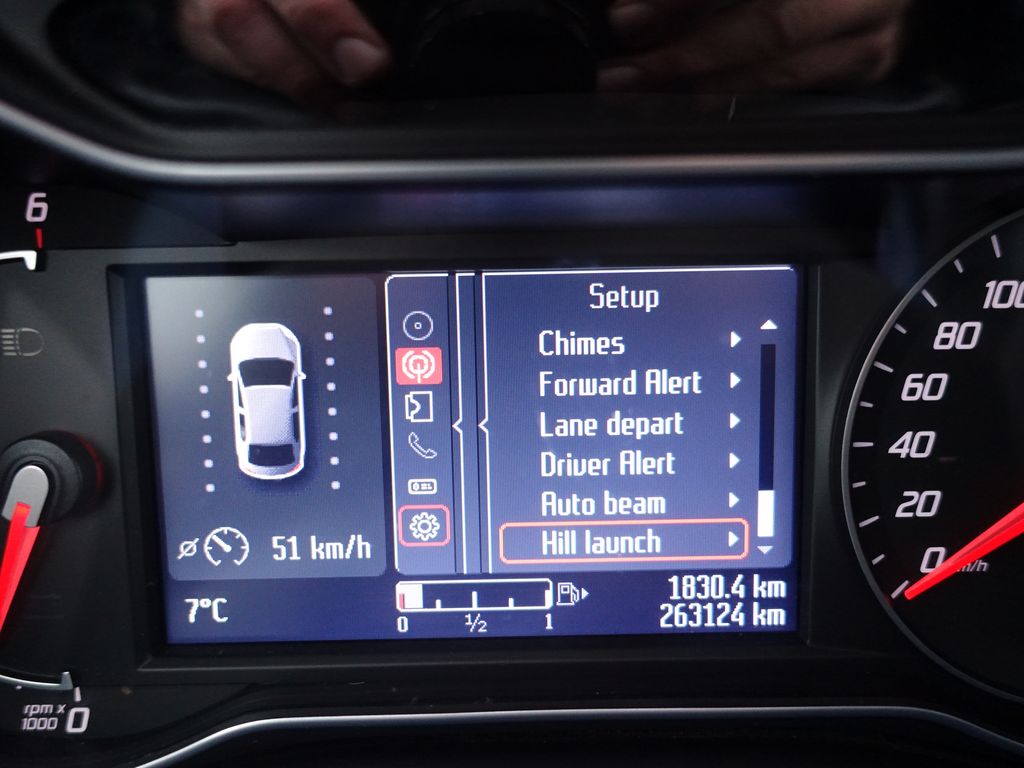 6
Setup
Chimes
Forward Alert
Lane depart
Driver Alert
Auto beam
Hill launch
51 km/h
7°C
0 1/2 1
1830.4 km
263124 km
rpm x
1000 0
100
80
60
40
20
0